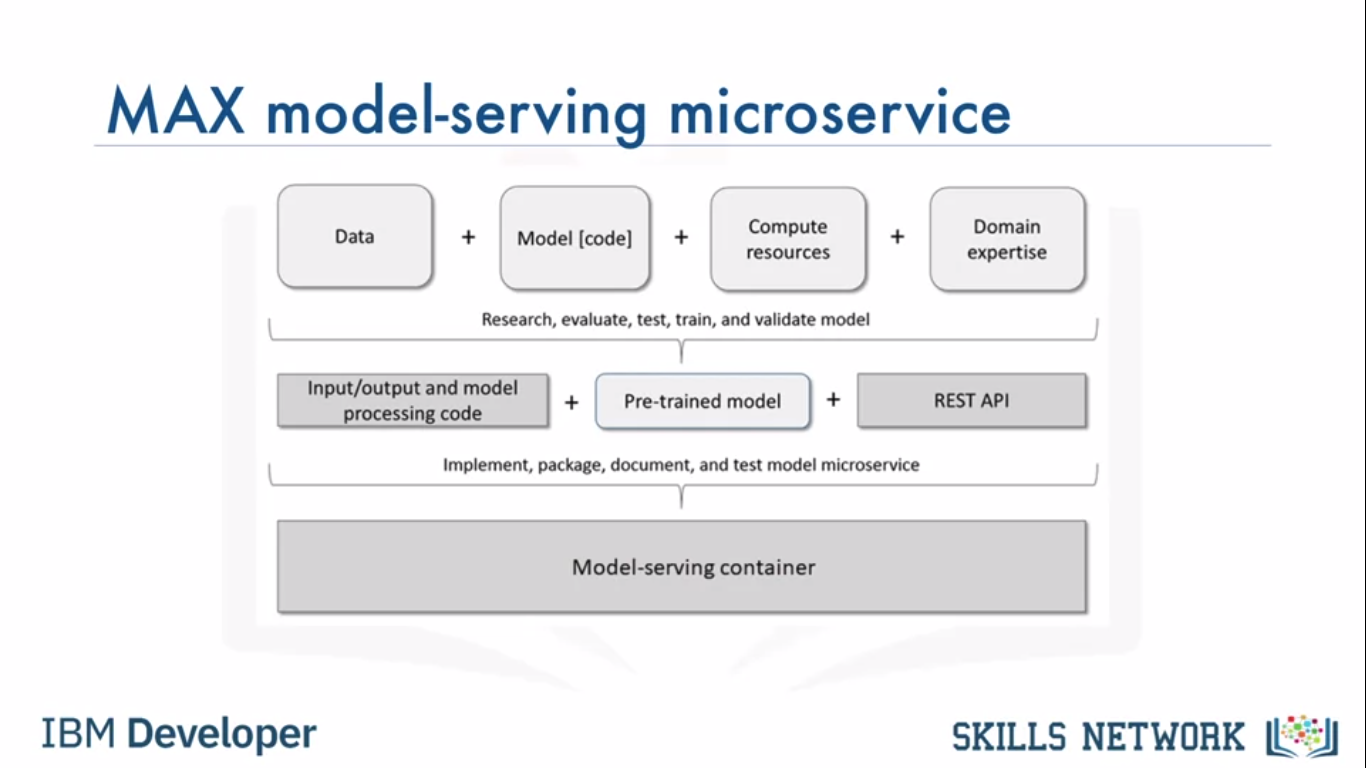 MAX model-serving microservice
Data + Model [code] + Compute resources + Domain expertise
Research, evaluate, test, train, and validate model
Input/output and model processing code + Pre-trained model + REST API
Implement, package, document, and test model microservice
Model-serving container
IBM Developer
SKILLS NETWORK